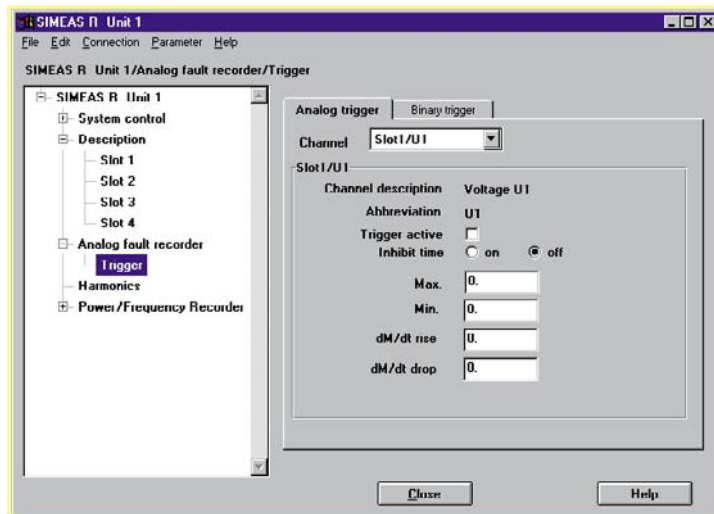 SIMEAS R Unit 1
File Edit Connection Parameter Help
SIMEAS R Unit 1/Analog fault recorder/Trigger
SIMEAS R Unit 1
System control
Description
Slot 1
Slot 2
Slot 3
Slot 4
Analog fault recorder
Trigger
Harmonics
Power/Frequency Recorder
Analog trigger Binary trigger
Channel Slot1/U1
Slot1/U1
Channel description Voltage U1
Abbreviation U1
Trigger active
Inhibit time on off
Max. 0.
Min. 0.
dM/dt rise 0.
dM/dt drop 0.
Close Help